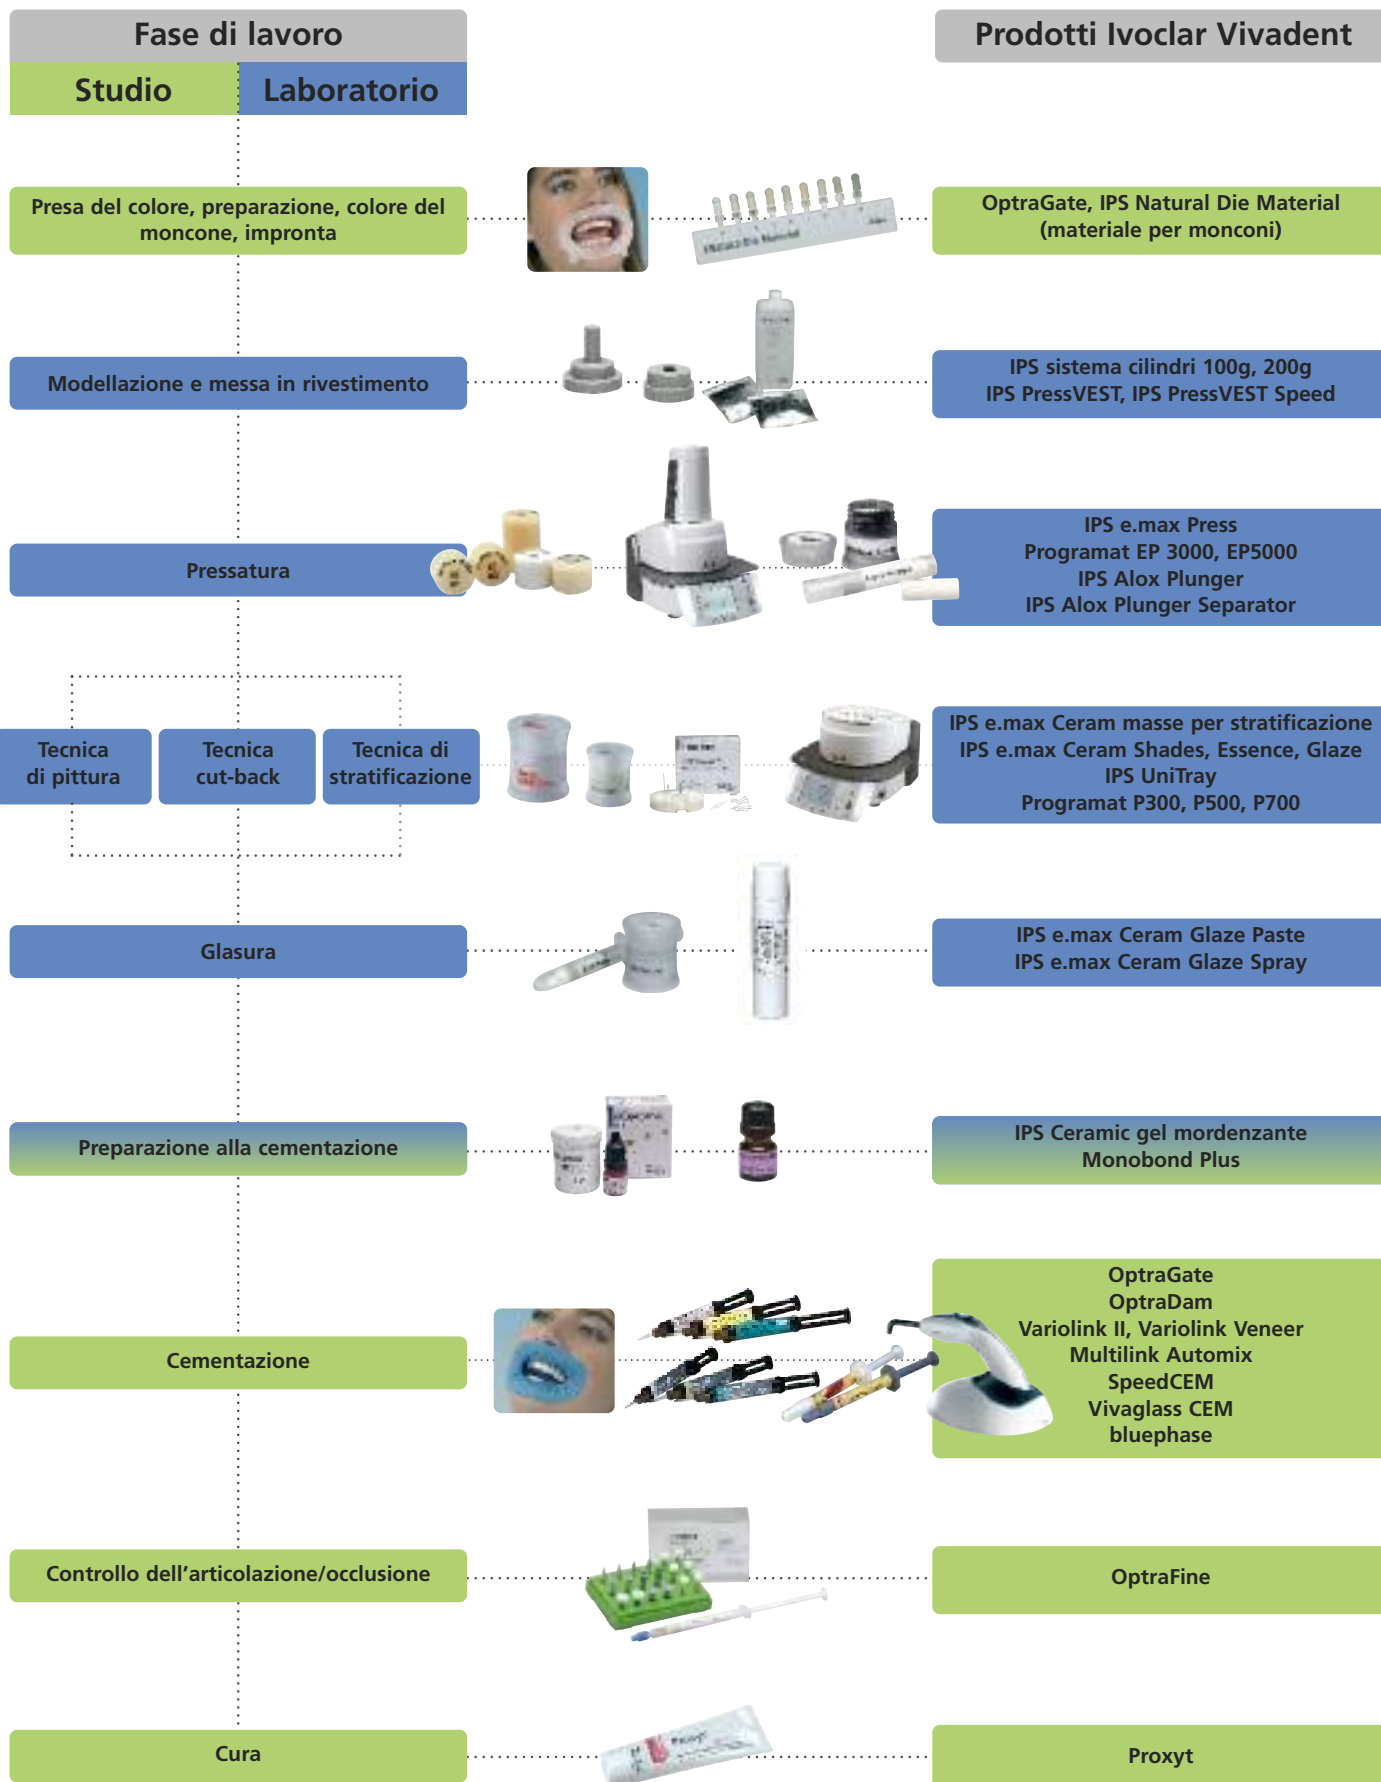 Fase di lavoro
Prodotti Ivoclar Vivadent
Studio
Laboratorio
Presa del colore, preparazione, colore del
moncone, impronta
OptraGate, IPS Natural Die Material
(materiale per monconi)
Modellazione e messa in rivestimento
IPS sistema cilindri 100g, 200g
IPS PressVEST, IPS PressVEST Speed
Pressatura
IPS e.max Press
Programat EP 3000, EP5000
IPS Alox Plunger
IPS Alox Plunger Separator
Tecnica
di pittura
Tecnica
cut-back
Tecnica di
stratificazione
IPS e.max Ceram masse per stratificazione
IPS e.max Ceram Shades, Essence, Glaze
IPS UniTray
Programat P300, P500, P700
Glasura
IPS e.max Ceram Glaze Paste
IPS e.max Ceram Glaze Spray
Preparazione alla cementazione
IPS Ceramic gel mordenzante
Monobond Plus
Cementazione
OptraGate
OptraDam
Variolink II, Variolink Veneer
Multilink Automix
SpeedCEM
Vivaglass CEM
bluephase
Controllo dell’articolazione/occlusione
OptraFine
Cura
Proxyt
Proxyt